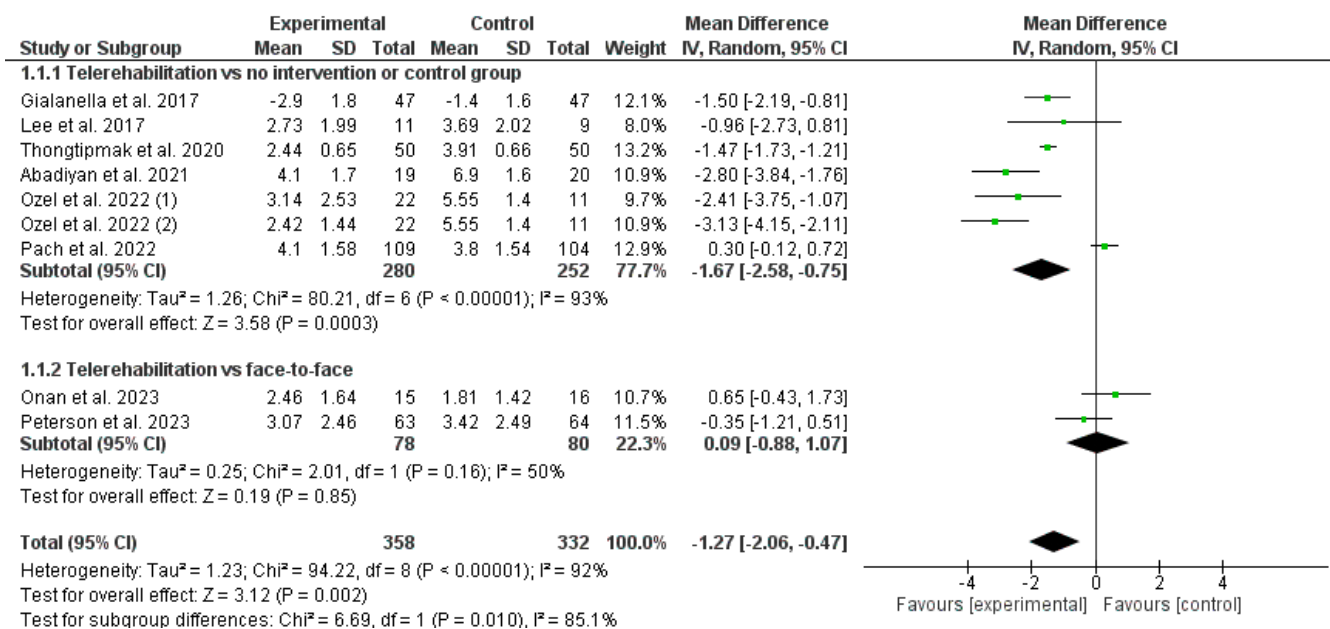 Experimental Control Mean Difference Mean Difference
Study or Subgroup Mean SD Total Mean SD Total Weight IV, Random, 95% CI IV, Random, 95% CI
1.1.1 Telerehabilitation vs no intervention or control group
Gialanella et al. 2017 -2.9 1.8 47 -1.4 1.6 47 12.1% -1.50 [-2.19, -0.81]
Lee et al. 2017 2.73 1.99 11 3.69 2.02 9 8.0% -0.96 [-2.73, 0.81]
Thongtipmak et al. 2020 2.44 0.65 50 3.91 0.66 50 13.2% -1.47 [-1.73, -1.21]
Abadiyan et al. 2021 4.1 1.7 19 6.9 1.6 20 10.9% -2.80 [-3.84, -1.76]
Ozel et al. 2022 (1) 3.14 2.53 22 5.55 1.4 11 9.7% -2.41 [-3.75, -1.07]
Ozel et al. 2022 (2) 2.42 1.44 22 5.55 1.4 11 10.9% -3.13 [-4.15, -2.11]
Pach et al. 2022 4.1 1.58 109 3.8 1.54 104 12.9% 0.30 [-0.12, 0.72]
Subtotal (95% CI) 280 252 77.7% -1.67 [-2.58, -0.75]
Heterogeneity: Tau² = 1.26; Chi² = 80.21, df = 6 (P < 0.00001); I² = 93%
Test for overall effect: Z = 3.58 (P = 0.0003)
1.1.2 Telerehabilitation vs face-to-face
Onan et al. 2023 2.46 1.64 15 1.81 1.42 16 10.7% 0.65 [-0.43, 1.73]
Peterson et al. 2023 3.07 2.46 63 3.42 2.49 64 11.5% -0.35 [-1.21, 0.51]
Subtotal (95% CI) 78 80 22.3% 0.09 [-0.88, 1.07]
Heterogeneity: Tau² = 0.25; Chi² = 2.01, df = 1 (P = 0.16); I² = 50%
Test for overall effect: Z = 0.19 (P = 0.85)
Total (95% CI) 358 332 100.0% -1.27 [-2.06, -0.47]
Heterogeneity: Tau² = 1.23; Chi² = 94.22, df = 8 (P < 0.00001); I² = 92%
Test for overall effect: Z = 3.12 (P = 0.002)
Test for subgroup differences: Chi² = 6.69, df = 1 (P = 0.010), I² = 85.1%
-4 -2 0 2 4
Favours [experimental] Favours [control]